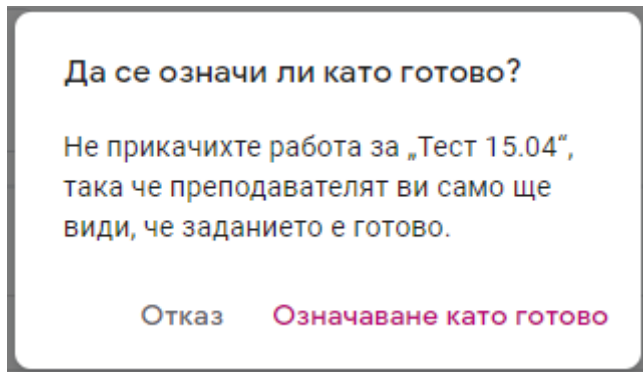 Да се означи ли като готово?
Не прикачихте работа за „Тест 15.04“,
така че преподавателят ви само ще
види, че заданието е готово.
Отказ Означаване като готово